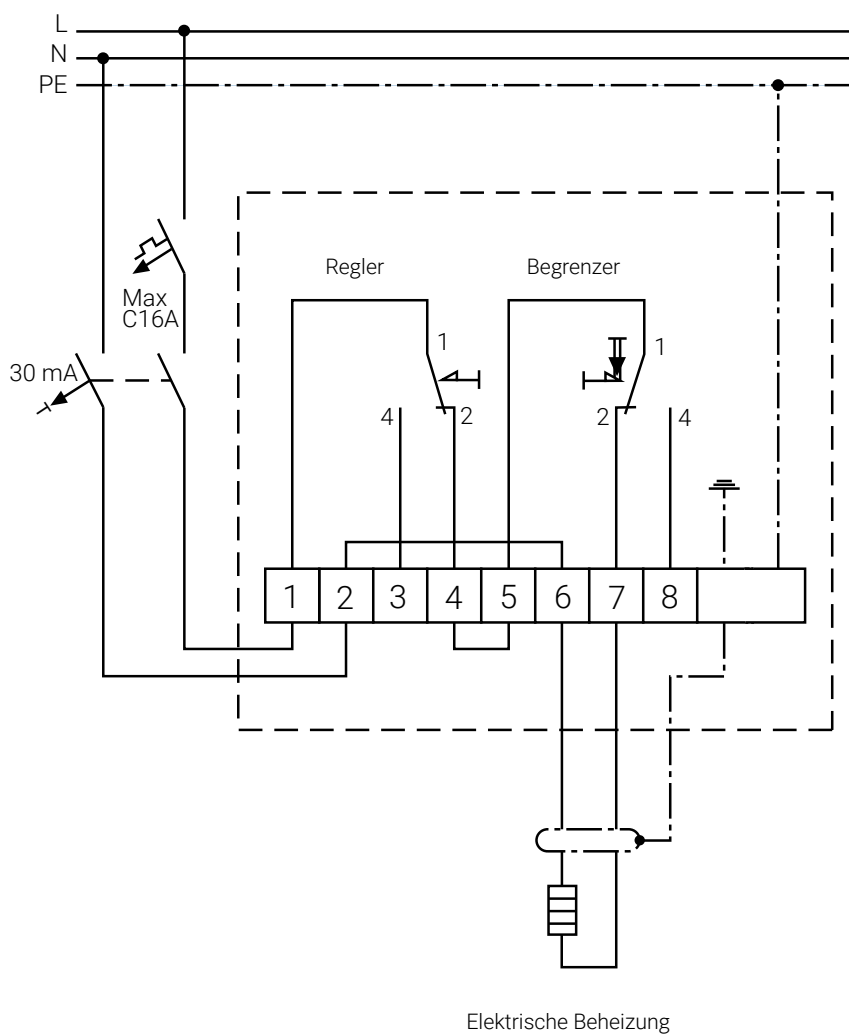 L
N
PE
Regler
Begrenzer
Max
C16A
30 mA
1
4
2
1
2
4
1 2 3 4 5 6 7 8
Elektrische Beheizung